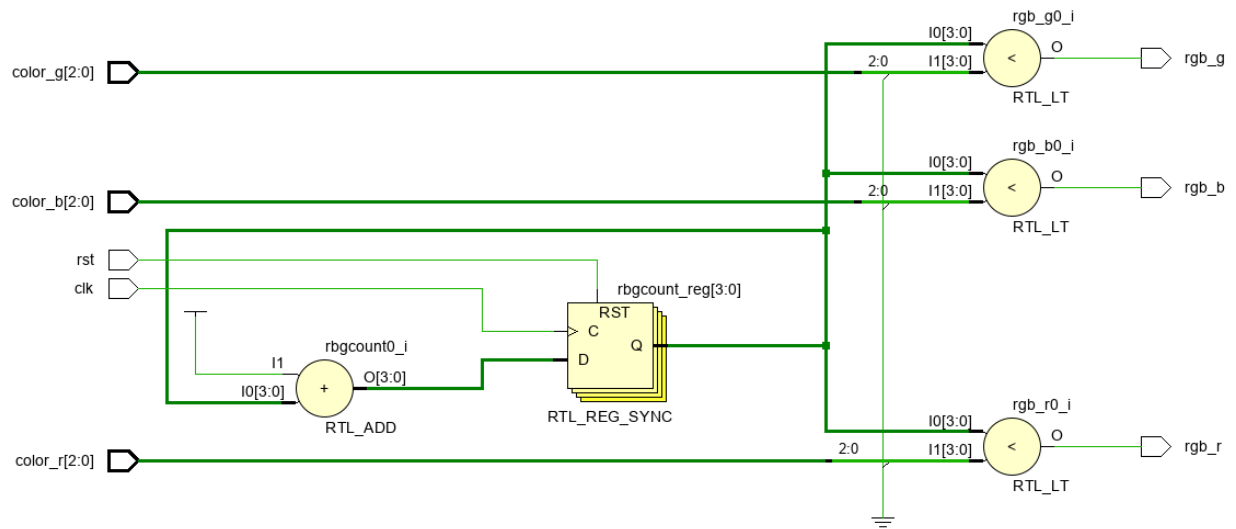 rgb_g0_i
I0[3:0]
O
color_g[2:0]
2:0
I1[3:0]
<
rgb_g
RTL_LT
rgb_b0_i
I0[3:0]
O
color_b[2:0]
2:0
I1[3:0]
<
rgb_b
RTL_LT
rst
clk
rbgcount_reg[3:0]
RST
C
D
Q
RTL_REG_SYNC
rbgcount0_i
I1
I0[3:0]
+
O[3:0]
RTL_ADD
rgb_r0_i
I0[3:0]
O
color_r[2:0]
2:0
I1[3:0]
<
rgb_r
RTL_LT